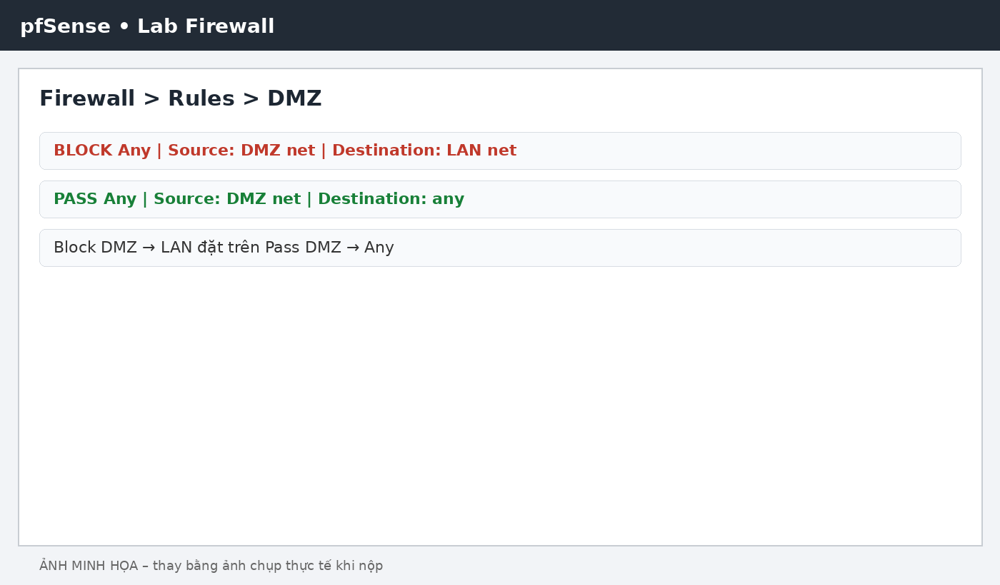 pfSense • Lab Firewall
Firewall > Rules > DMZ
BLOCK Any | Source: DMZ net | Destination: LAN net
PASS Any | Source: DMZ net | Destination: any
Block DMZ → LAN đặt trên Pass DMZ → Any
ẢNH MINH HỌA – thay bằng ảnh chụp thực tế khi nộp